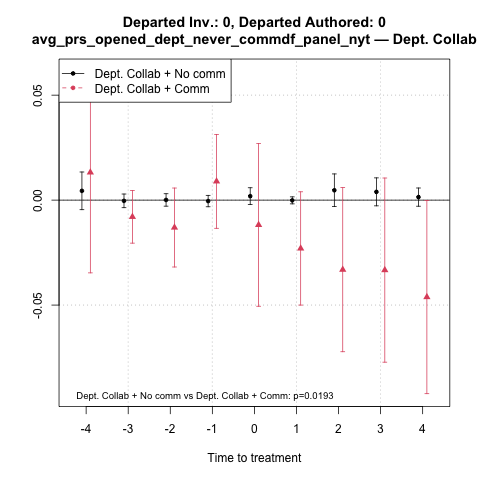 Departed Inv.: 0, Departed Authored: 0
avg_prs_opened_dept_never_commdf_panel_nyt — Dept. Collab
Dept. Collab + No comm
Dept. Collab + Comm
0.05
0.00
-0.05
Dept. Collab + No comm vs Dept. Collab + Comm: p=0.0193
-4 -3 -2 -1 0 1 2 3 4
Time to treatment